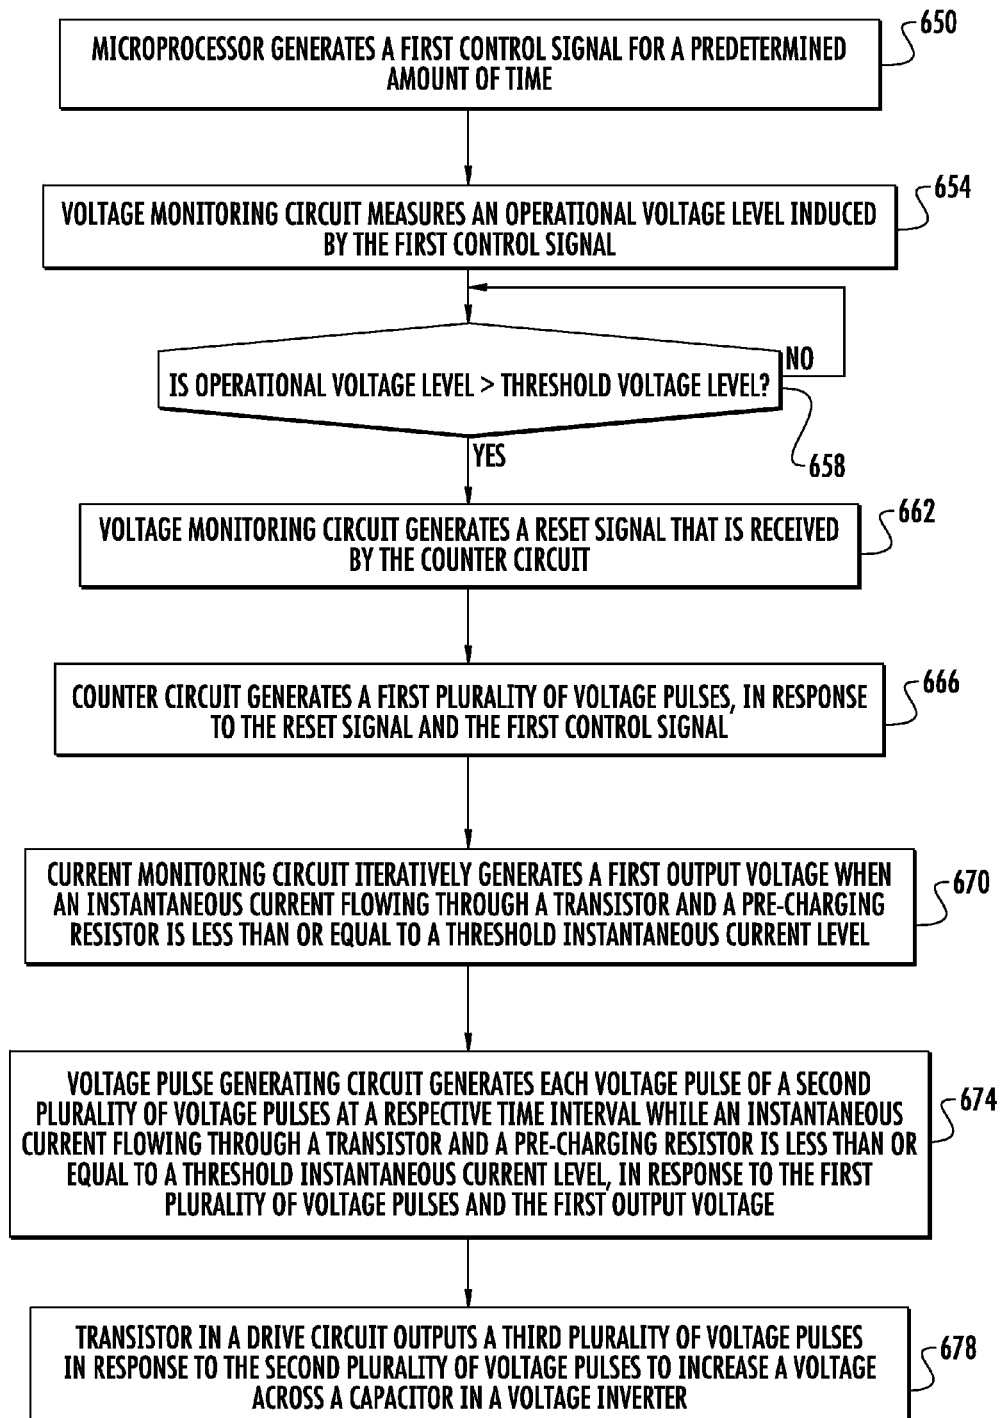 MICROPROCESSOR GENERATES A FIRST CONTROL SIGNAL FOR A PREDETERMINED
AMOUNT OF TIME
650
VOLTAGE MONITORING CIRCUIT MEASURES AN OPERATIONAL VOLTAGE LEVEL INDUCED
BY THE FIRST CONTROL SIGNAL
654
IS OPERATIONAL VOLTAGE LEVEL > THRESHOLD VOLTAGE LEVEL?
NO
658
YES
VOLTAGE MONITORING CIRCUIT GENERATES A RESET SIGNAL THAT IS RECEIVED
BY THE COUNTER CIRCUIT
662
COUNTER CIRCUIT GENERATES A FIRST PLURALITY OF VOLTAGE PULSES, IN RESPONSE
TO THE RESET SIGNAL AND THE FIRST CONTROL SIGNAL
666
CURRENT MONITORING CIRCUIT ITERATIVELY GENERATES A FIRST OUTPUT VOLTAGE WHEN
AN INSTANTANEOUS CURRENT FLOWING THROUGH A TRANSISTOR AND A PRE-CHARGING
RESISTOR IS LESS THAN OR EQUAL TO A THRESHOLD INSTANTANEOUS CURRENT LEVEL
670
VOLTAGE PULSE GENERATING CIRCUIT GENERATES EACH VOLTAGE PULSE OF A SECOND
PLURALITY OF VOLTAGE PULSES AT A RESPECTIVE TIME INTERVAL WHILE AN INSTANTANEOUS
CURRENT FLOWING THROUGH A TRANSISTOR AND A PRE-CHARGING RESISTOR IS LESS THAN OR
EQUAL TO A THRESHOLD INSTANTANEOUS CURRENT LEVEL, IN RESPONSE TO THE FIRST
PLURALITY OF VOLTAGE PULSES AND THE FIRST OUTPUT VOLTAGE
674
TRANSISTOR IN A DRIVE CIRCUIT OUTPUTS A THIRD PLURALITY OF VOLTAGE PULSES
IN RESPONSE TO THE SECOND PLURALITY OF VOLTAGE PULSES TO INCREASE A VOLTAGE
ACROSS A CAPACITOR IN A VOLTAGE INVERTER
678